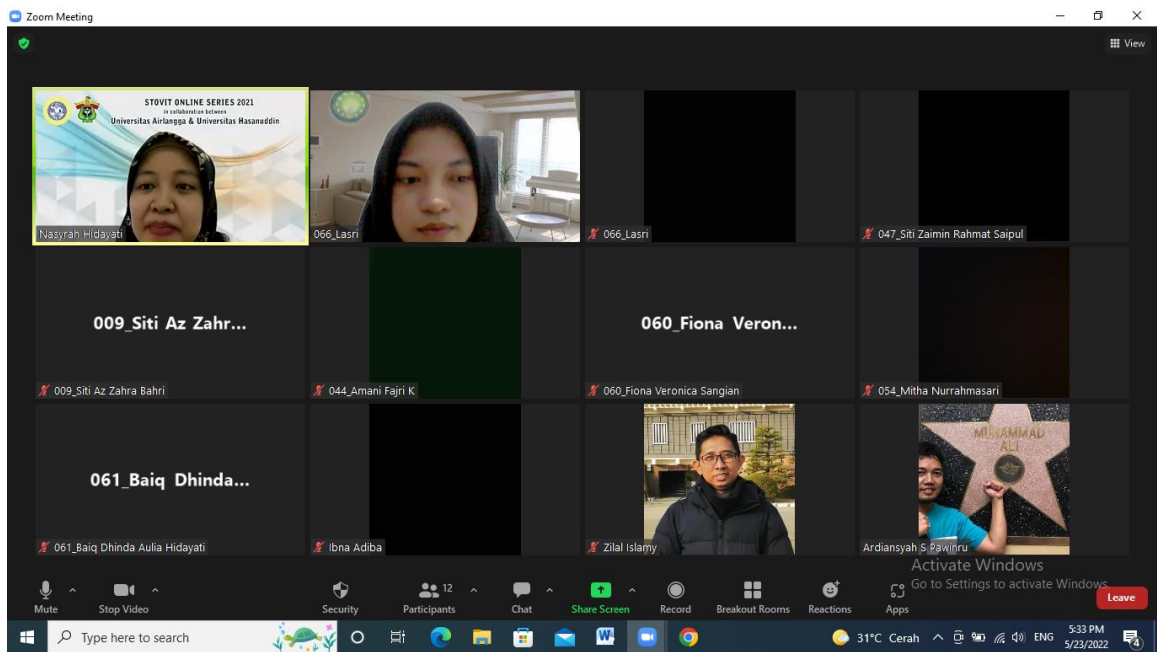 Zoom Meeting
View
STOVIT ONLINE SERIES 2021
in collaboration between
Universitas Airlangga & Universitas Hasanuddin
Nasyrah Hidayati
066_Lasri
066_Lasri
047_Siti Zaimin Rahmat Saipul
009_Siti Az Zahr...
060_Fiona Veron...
009_Siti Az Zahra Bahri
044_Amani Fajri K
060_Fiona Veronica Sangian
054_Mitha Nurrahmasari
061_Baiq Dhinda...
MUHAMMAD
ALI
061_Baiq Dhinda Aulia Hidayati
Ibna Adiba
Zilal Islamy
Ardiansyah S Pawinru
Activate Windows
Go to Settings to activate Windows.
12
Mute
Stop Video
Security
Participants
Chat
Share Screen
Record
Breakout Rooms
Reactions
Apps
Leave
Type here to search
31°C Cerah
ENG
5:33 PM
5/23/2022
4